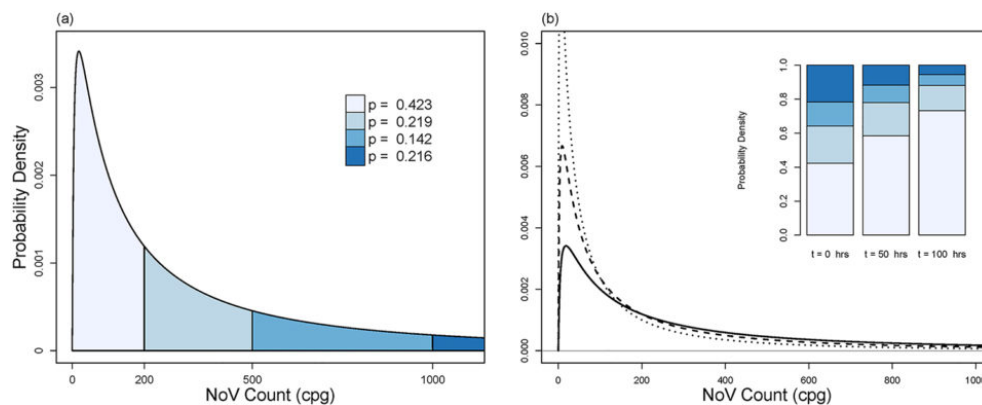 (a)
Probability Density
0.003
0.002
0.001
0
p = 0.423
p = 0.219
p = 0.142
p = 0.216
0 200 500 1000
NoV Count (cpg)
(b)
0.010
0.008
0.006
0.004
0.002
0.000
Probability Density
1.0
0.8
0.6
0.4
0.2
0.0
t = 0 hrs t = 50 hrs t = 100 hrs
0 200 400 600 800 1000
NoV Count (cpg)